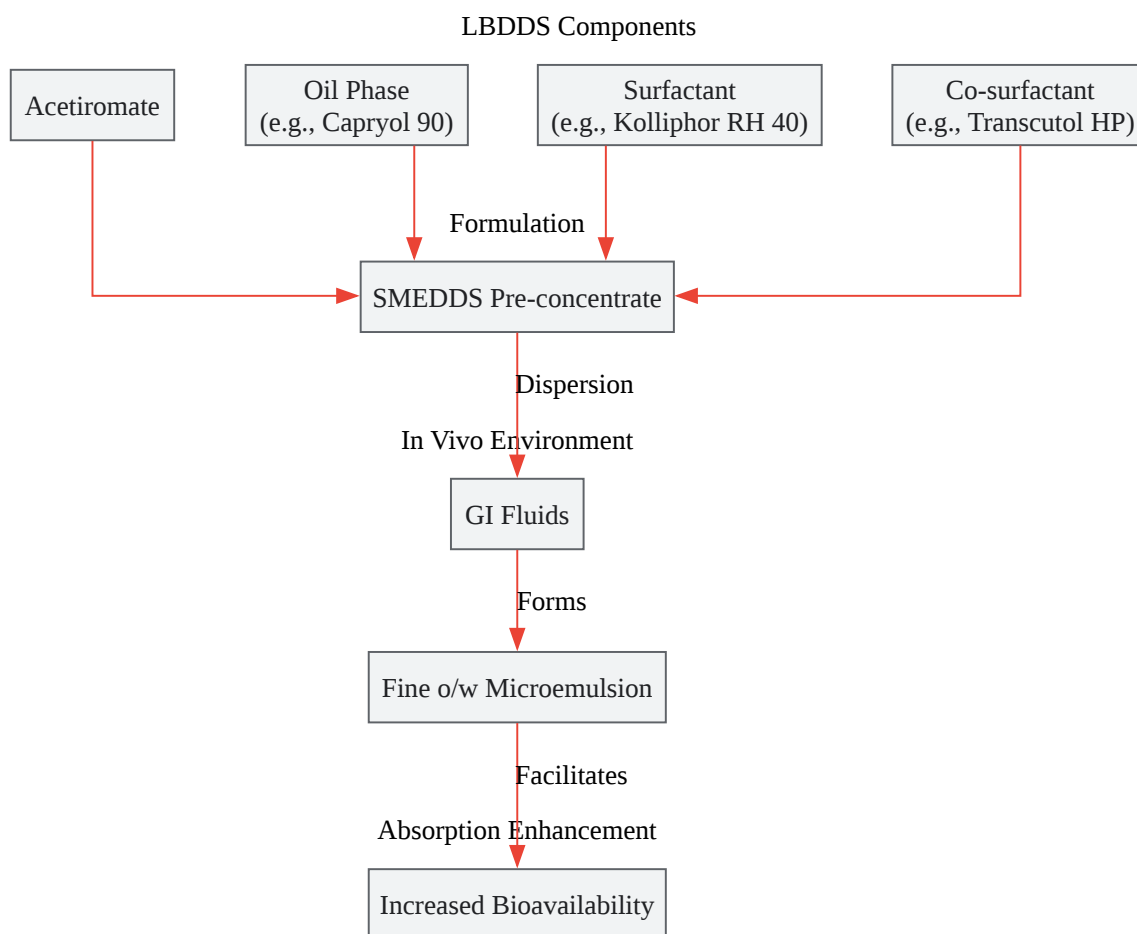 LBDDS Components
Acetiromate
Oil Phase
(e.g., Capryol 90)
Surfactant
(e.g., Kolliphor RH 40)
Co-surfactant
(e.g., Transcutol HP)
Formulation
SMEDDS Pre-concentrate
Dispersion
In Vivo Environment
GI Fluids
Forms
Fine o/w Microemulsion
Facilitates
Absorption Enhancement
Increased Bioavailability